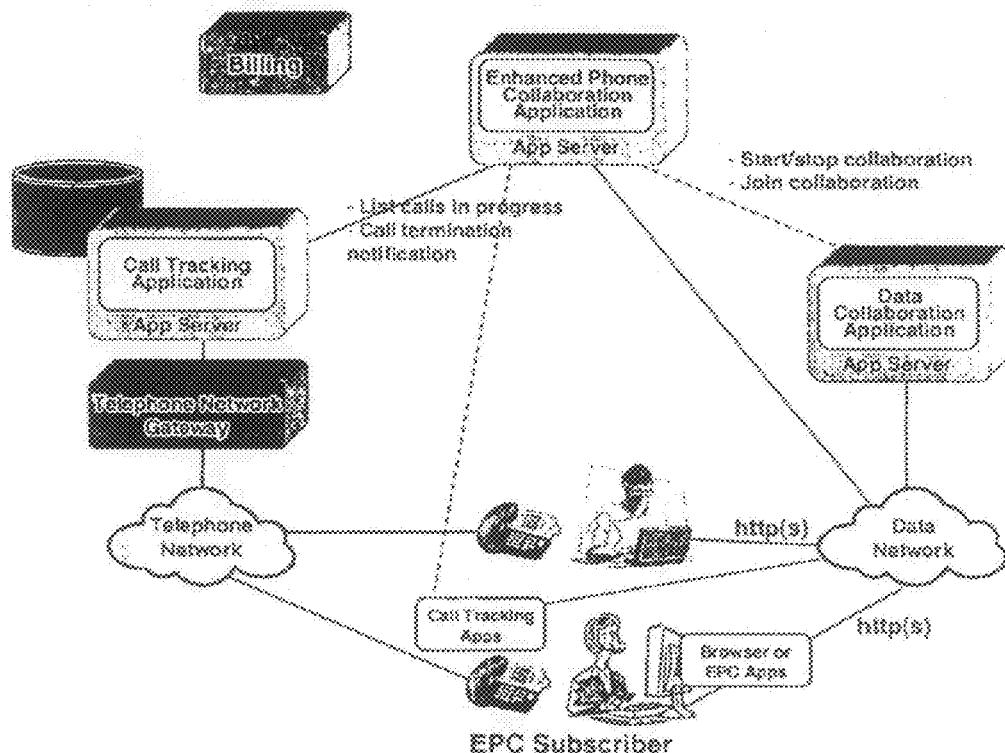 Billing
Enhanced Phone
Collaboration
Application
App Server
- Start/stop collaboration
- Join collaboration
- List calls in progress
- Call termination
notification
Call Tracking
Application
App Server
Data
Collaboration
Application
App Server
Telephone Network
Gateway
Telephone
Network
http(s)
Data
Network
Call Tracking
Apps
http(s)
Browser or
EPC Apps
EPC Subscriber